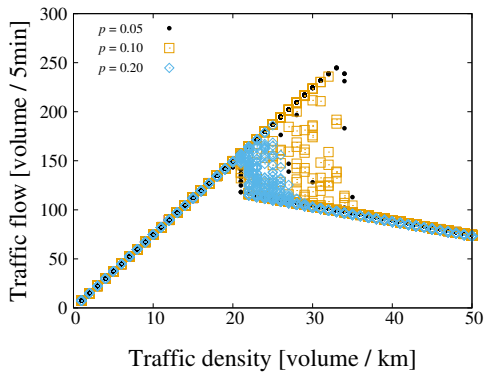 300
250
200
150
100
50
0
p = 0.05
p = 0.10
p = 0.20
0 10 20 30 40 50
Traffic flow [volume / 5min]
Traffic density [volume / km]